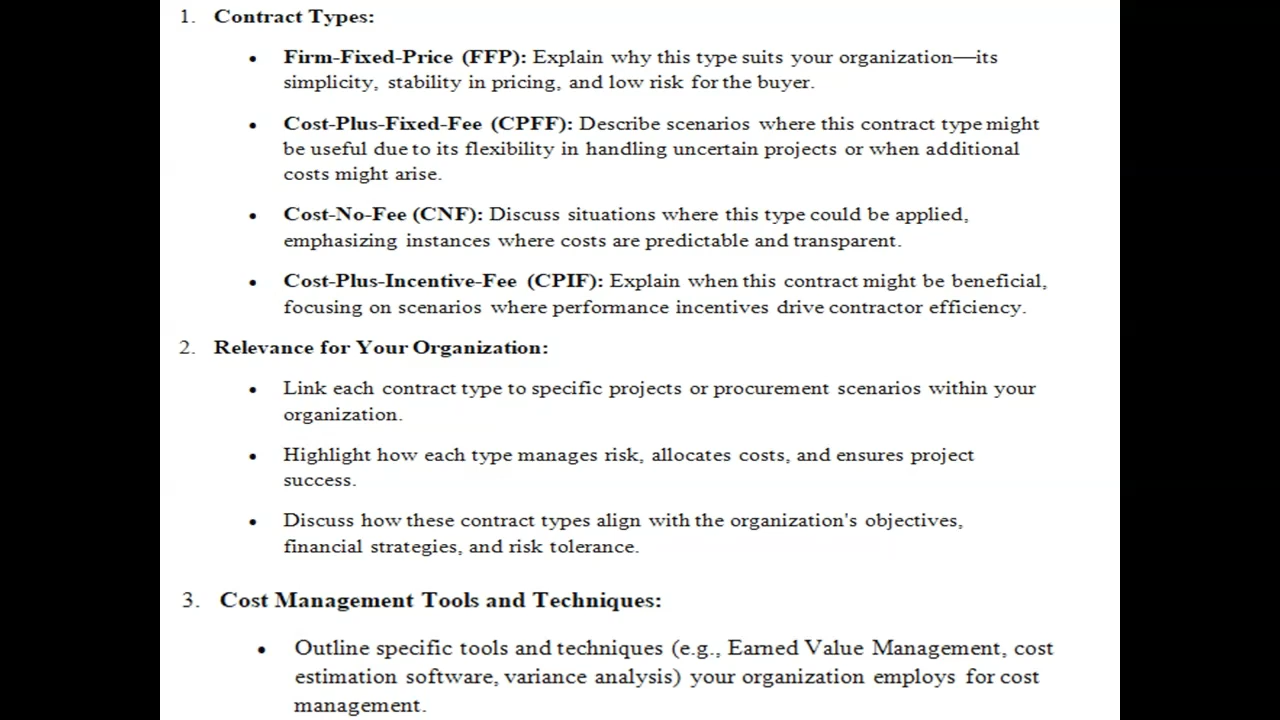 1. Contract Types:
• Firm-Fixed-Price (FFP): Explain why this type suits your organization—its
simplicity, stability in pricing, and low risk for the buyer.
• Cost-Plus-Fixed-Fee (CPFF): Describe scenarios where this contract type might
be useful due to its flexibility in handling uncertain projects or when additional
costs might arise.
• Cost-No-Fee (CNF): Discuss situations where this type could be applied,
emphasizing instances where costs are predictable and transparent.
• Cost-Plus-Incentive-Fee (CPIF): Explain when this contract might be beneficial,
focusing on scenarios where performance incentives drive contractor efficiency.
2. Relevance for Your Organization:
• Link each contract type to specific projects or procurement scenarios within your
organization.
• Highlight how each type manages risk, allocates costs, and ensures project
success.
• Discuss how these contract types align with the organization's objectives,
financial strategies, and risk tolerance.
3. Cost Management Tools and Techniques:
• Outline specific tools and techniques (e.g., Earned Value Management, cost
estimation software, variance analysis) your organization employs for cost
management.